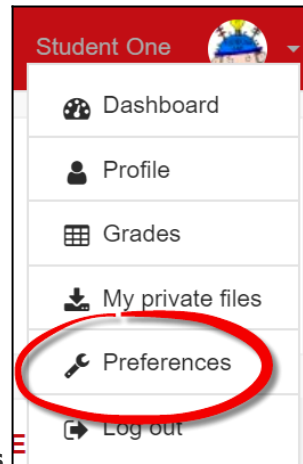 Student One
Dashboard
Profile
Grades
My private files
Preferences
Log out